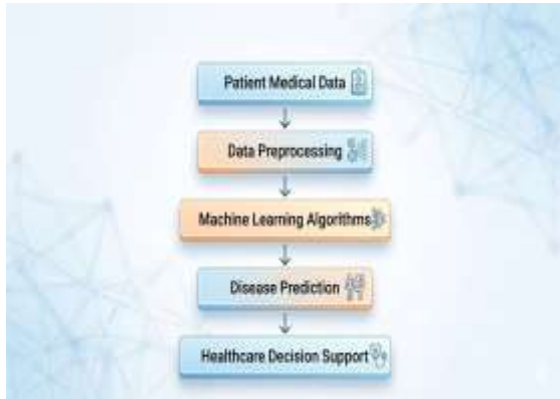 Patient Medical Data
Data Preprocessing
Machine Learning Algorithms
Disease Prediction
Healthcare Decision Support